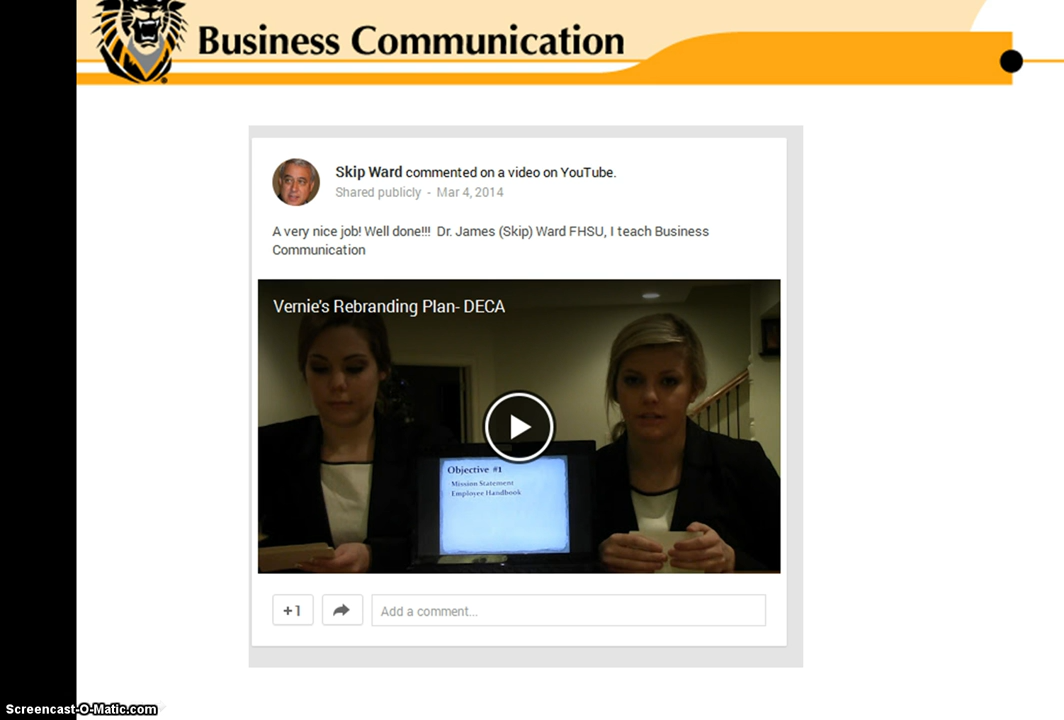 Business Communication
Skip Ward commented on a video on YouTube.
Shared publicly - Mar 4, 2014
A very nice job! Well done!!! Dr. James (Skip) Ward FHSU, I teach Business
Communication
Vernie's Rebranding Plan- DECA
Objective #1
Mission Statement
Employee Handbook
+1
Add a comment...
Screencast-O-Matic.com